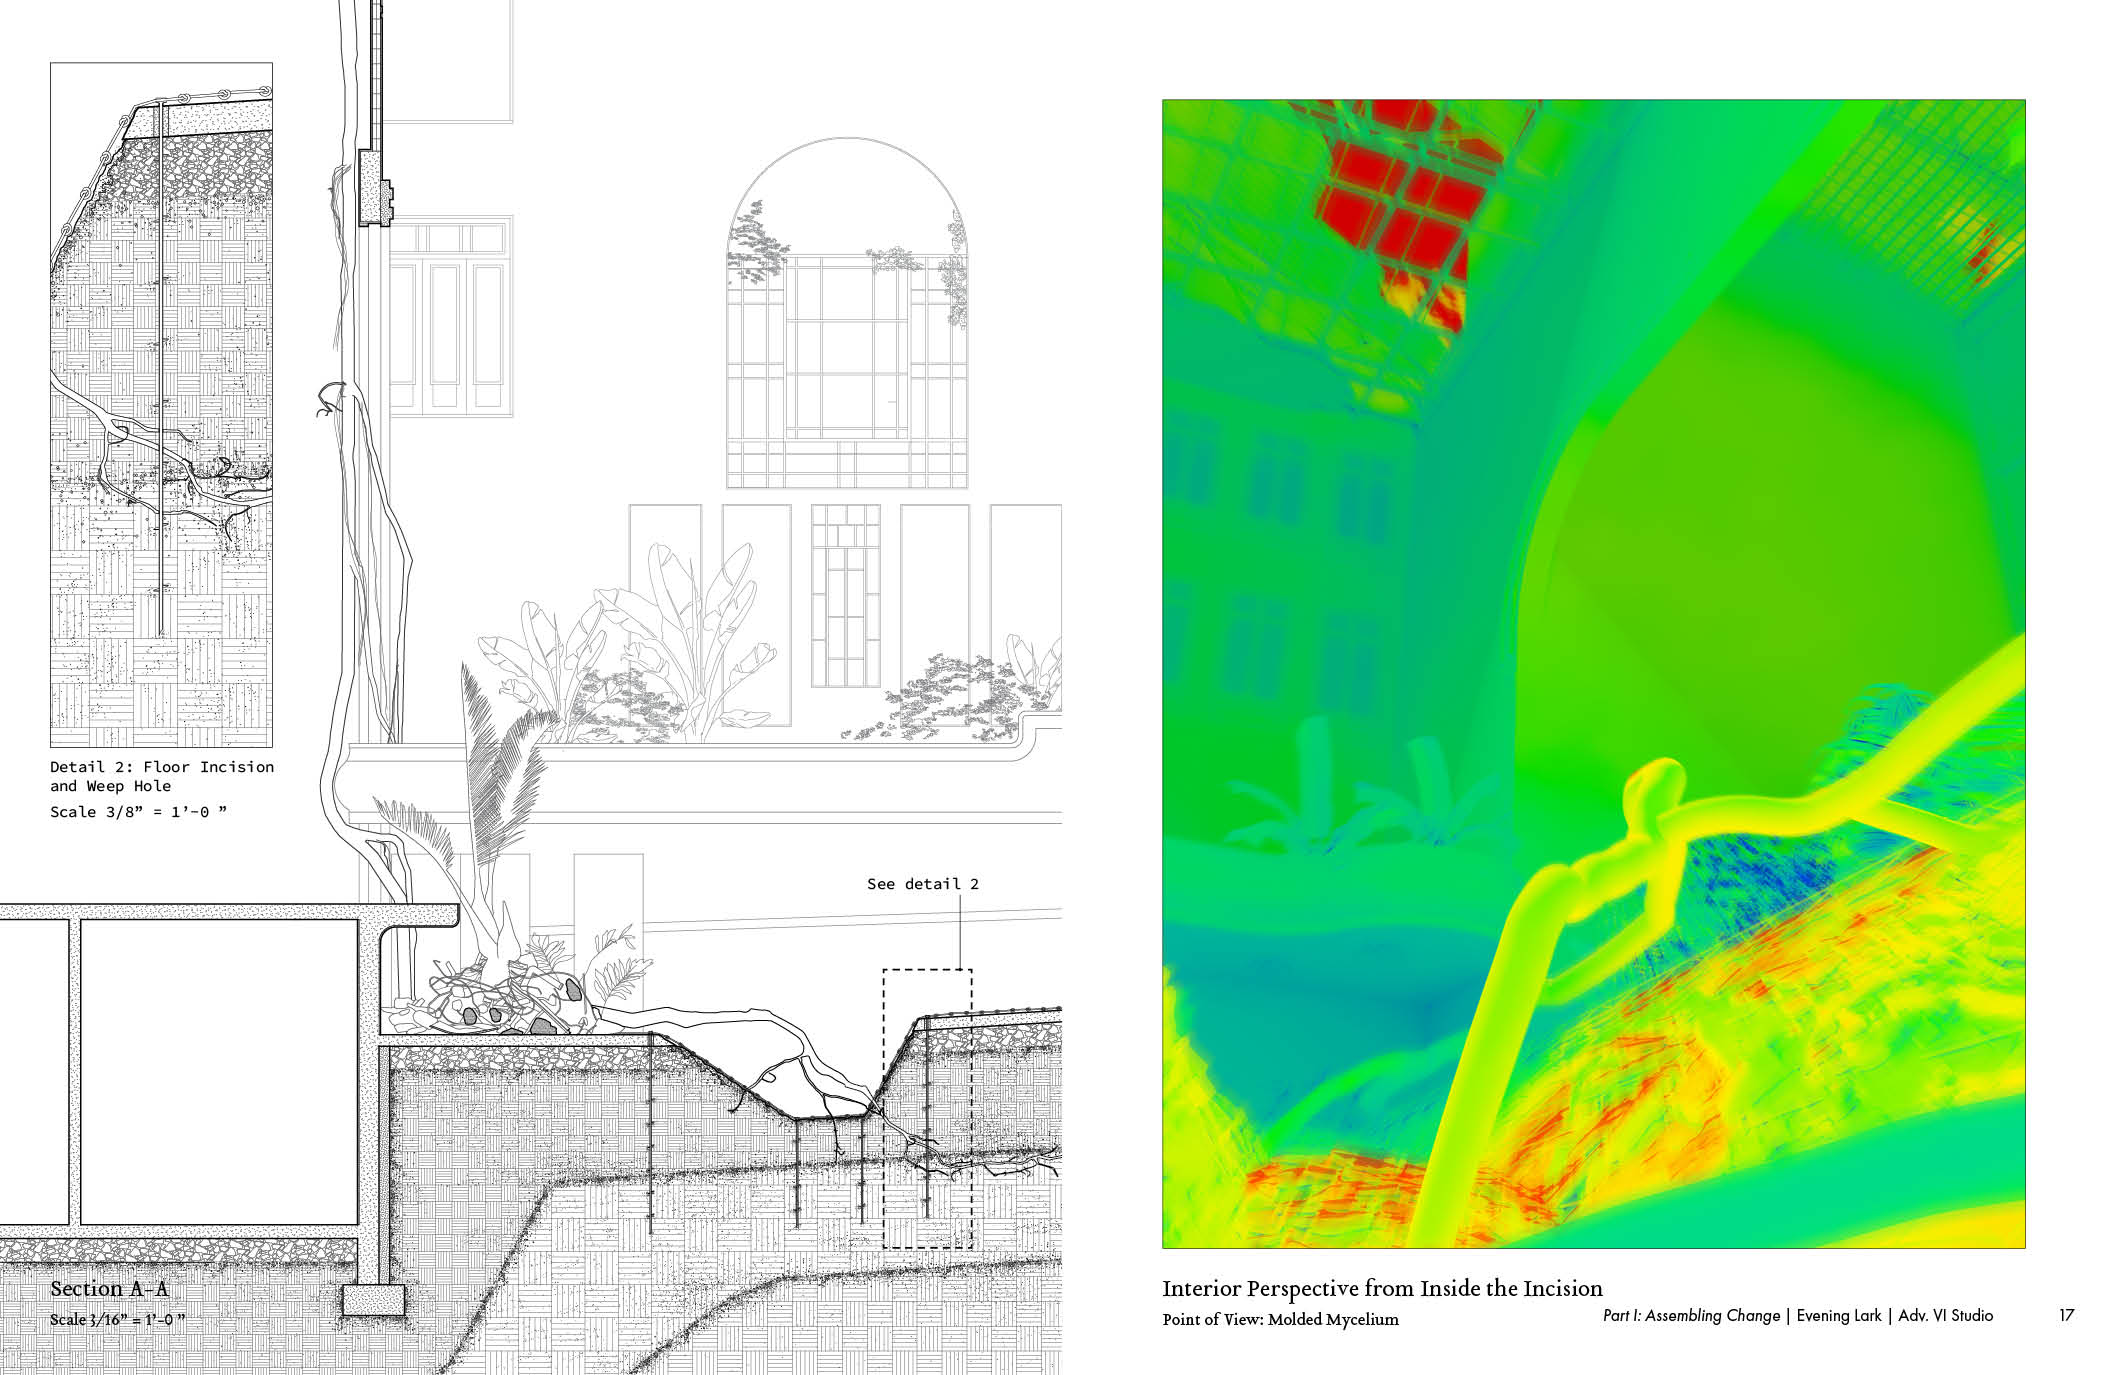 Detail 2: Floor Incision
and Weep Hole
Scale 3/8” = 1’-0 ”
See detail 2
Section A-A
Scale 3/16” = 1’-0 ”
Interior Perspective from Inside the Incision
Point of View: Molded Mycelium
Part I: Assembling Change | Evening Lark | Adv. VI Studio 17